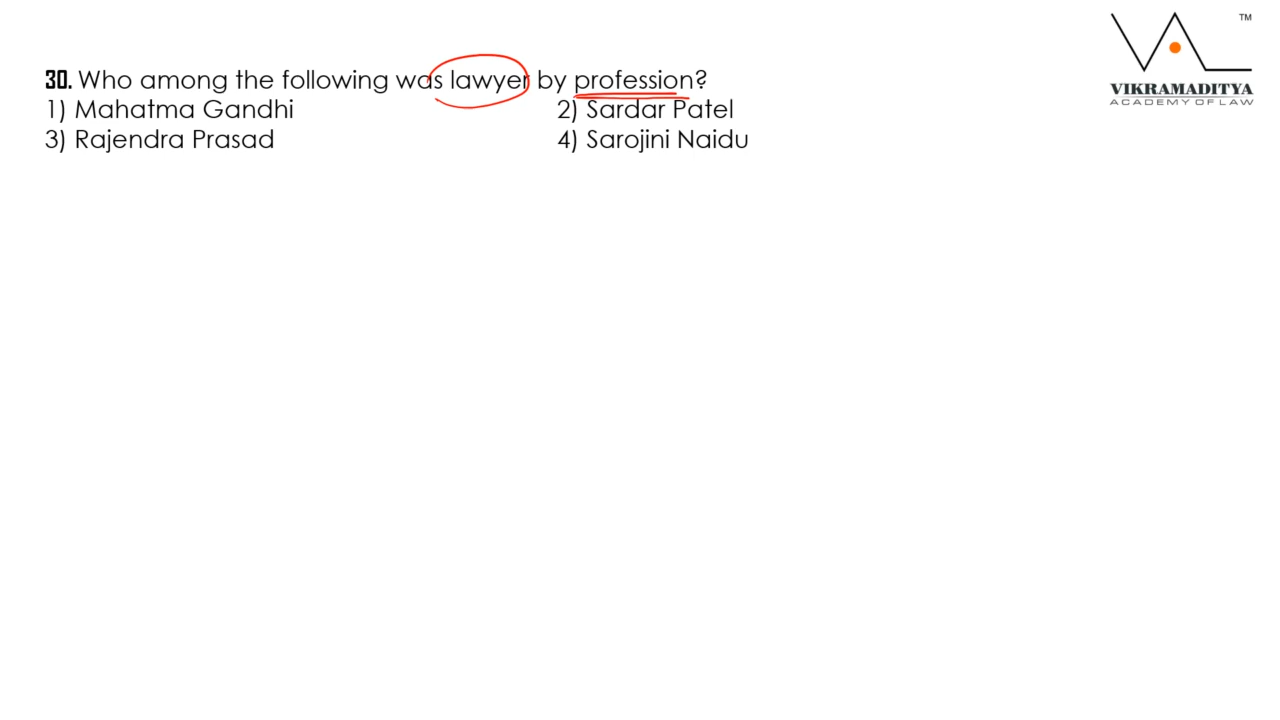 30. Who among the following was lawyer by profession?
1) Mahatma Gandhi 2) Sardar Patel
3) Rajendra Prasad 4) Sarojini Naidu
TM
VIKRAMADITYA
ACADEMY OF LAW